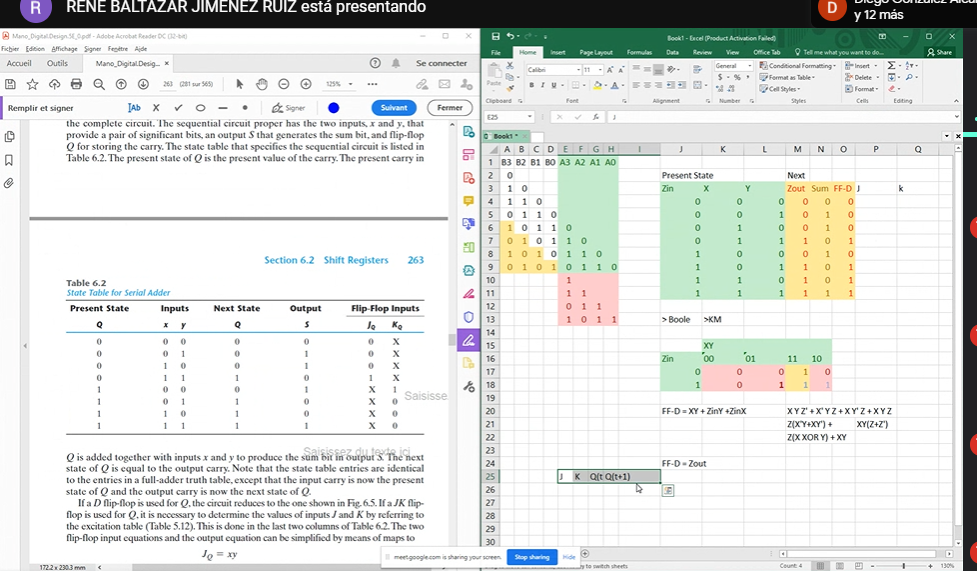 R RENE BALTAZAR JIMENEZ RUIZ está presentando
D
y 12 más
Mano_Digital.Design.5E_0.pdf - Adobe Acrobat Reader DC (32-bit)
Fichier Edition Affichage Signer Fenêtre Aide
Accueil Outils Mano_Digital.Desig... × Se connecter
263 (281 sur 565) 125%
Remplir et signer Ab Signer Suivant Fermer
the complete circuit. The sequential circuit proper has the two inputs, x and y, that
provide a pair of significant bits, an output S that generates the sum bit, and flip-flop
Q for storing the carry. The state table that specifies the sequential circuit is listed in
Table 6.2. The present state of Q is the present value of the carry. The present carry in
Section 6.2 Shift Registers 263
Table 6.2
State Table for Serial Adder
Present State Inputs Next State Output Flip-Flop Inputs
Q x y Q S JQ KQ
0 0 0 0 0 0 X
0 0 1 0 1 0 X
0 1 0 0 1 0 X
0 1 1 1 0 1 X
1 0 0 0 1 X 1
1 0 1 1 0 X 0
1 1 0 1 0 X 0
1 1 1 1 1 X 0
Saisisse
Saisissez du texte ici
Q is added together with inputs x and y to produce the sum bit in output S. The next
state of Q is equal to the output carry. Note that the state table entries are identical
to the entries in a full-adder truth table, except that the input carry is now the present
state of Q and the output carry is now the next state of Q.
If a D flip-flop is used for Q, the circuit reduces to the one shown in Fig. 6.5. If a JK flip-
flop is used for Q, it is necessary to determine the values of inputs J and K by referring to
the excitation table (Table 5.12). This is done in the last two columns of Table 6.2. The two
flip-flop input equations and the output equation can be simplified by means of maps to
JQ = xy
172.2 x 230.3 mm
meet.google.com is sharing your screen. Stop sharing Hide
Book1 - Excel (Product Activation Failed)
File Home Insert Page Layout Formulas Data Review View Office Tab Tell me what you want to do... Share
Paste Calibri 11 General Conditional Formatting Format as Table Cell Styles Insert Delete Format
Clipboard Font Alignment Number Styles Cells Editing
E25 fx J
Book1 *
A B C D E F G H I J K L M N O P Q
1 B3 B2 B1 B0 A3 A2 A1 A0
2 0 Present State Next
3 1 0 Zin X Y Zout Sum FF-D J k
4 1 1 0 0 0 0 0 0 0
5 0 1 1 0 0 0 1 0 1 0
6 1 0 1 1 0 0 1 0 0 1 0
7 0 1 0 1 1 0 0 1 1 1 0 1
8 1 0 1 0 1 1 0 1 0 0 0 1 0
9 0 1 0 1 0 1 1 0 1 0 1 1 0 1
10 1 1 1 0 1 0 1
11 1 1 1 1 1 1 1 1
12 0 1 1
13 1 0 1 1 > Boole >KM
14
15 XY
16 Zin 00 01 11 10
17 0 0 0 1 0
18 1 0 1 1 1
19
20 FF-D = XY + ZinY +ZinX X Y Z' + X' Y Z + X Y' Z + X Y Z
21 Z(X'Y+XY') + XY(Z+Z')
22 Z(X XOR Y) + XY
23
24 FF-D = Zout
25 J K Q(t Q(t+1)
26
27
28
29
30
Count: 4 130%